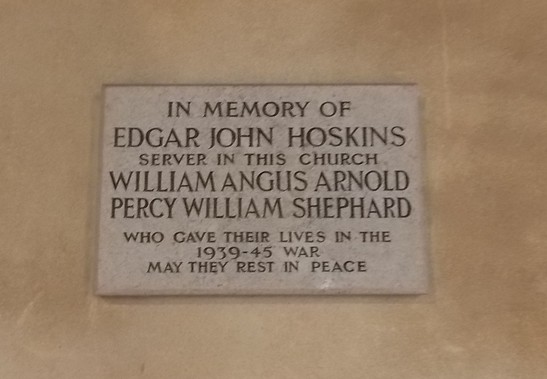 IN MEMORY OF
EDGAR JOHN HOSKINS
SERVER IN THIS CHURCH
WILLIAM ANGUS ARNOLD
PERCY WILLIAM SHEPHARD
WHO GAVE THEIR LIVES IN THE
1939-45 WAR
MAY THEY REST IN PEACE